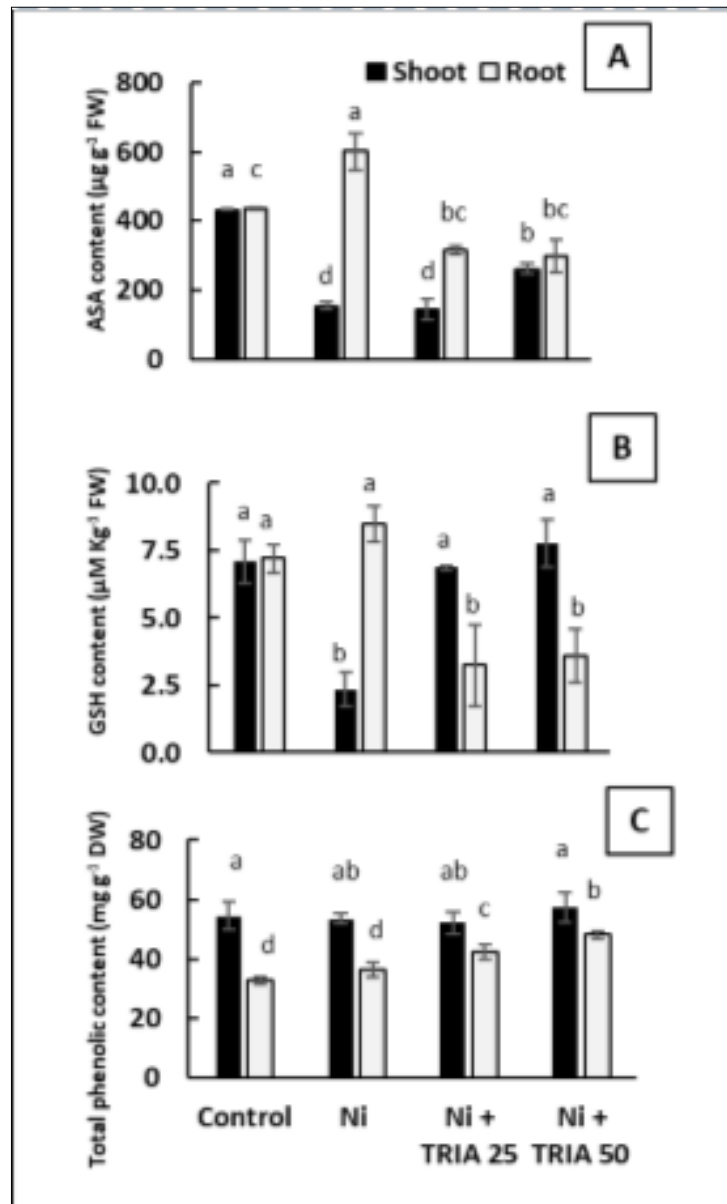 A
Shoot Root
ASA content (µg g⁻¹ FW)
800
600
400
200
0
a c
d a
d bc
b bc
B
GSH content (µM Kg⁻¹ FW)
10.0
7.5
5.0
2.5
0.0
a a
b a
a b
a b
C
Total phenolic content (mg g⁻¹ DW)
80
60
40
20
0
a d
ab d
ab c
a b
Control Ni Ni + Ni +
TRIA 25 TRIA 50